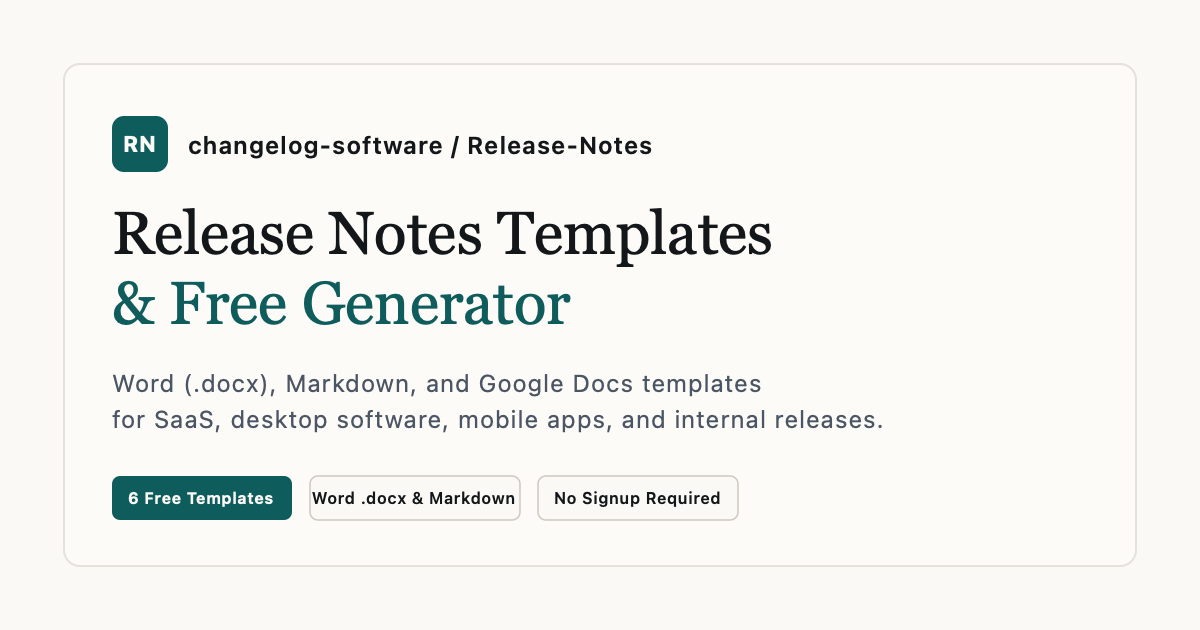 RN
changelog-software / Release-Notes
Release Notes Templates
& Free Generator
Word (.docx), Markdown, and Google Docs templates
for SaaS, desktop software, mobile apps, and internal releases.
6 Free Templates
Word .docx & Markdown
No Signup Required